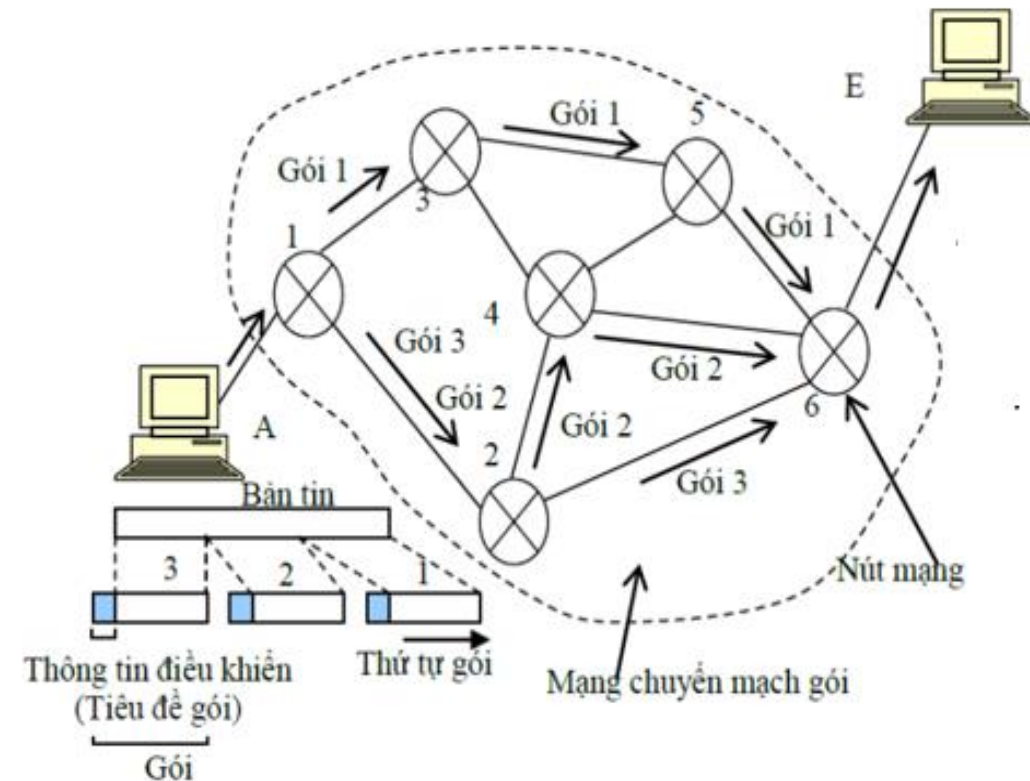 E
5
Gói 1
Gói 1
3
Gói 1
1
4
Gói 3
Gói 2
Gói 2
6
A
2
Gói 2
Gói 3
Bản tin
3
2
1
Nút mạng
Thông tin điều khiển
(Tiêu đề gói)
Thứ tự gói
Mạng chuyển mạch gói
Gói